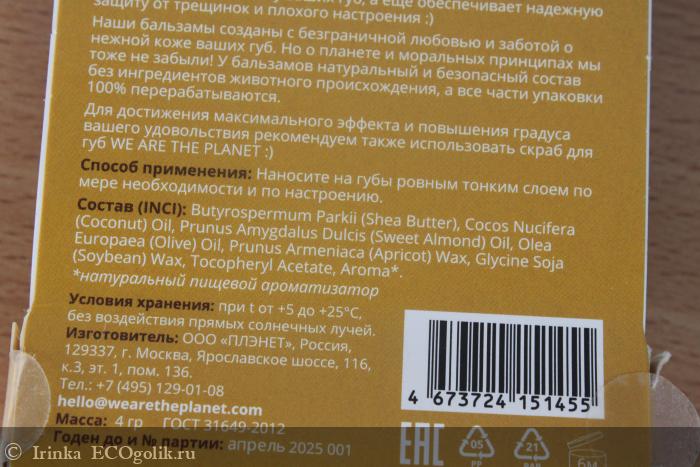 губ, а еще обеспечивает надежную
защиту от трещинок и плохого настроения :)
Наши бальзамы созданы с безграничной любовью и заботой о
нежной коже ваших губ. Но о планете и моральных принципах мы
тоже не забыли! У бальзамов натуральный и безопасный состав
без ингредиентов животного происхождения, а все части упаковки
100% перерабатываются.
Для достижения максимального эффекта и повышения градуса
вашего удовольствия рекомендуем также использовать скраб для
губ WE ARE THE PLANET :)
Способ применения: Наносите на губы ровным тонким слоем по
мере необходимости и по настроению.
Состав (INCI): Butyrospermum Parkii (Shea Butter), Cocos Nucifera
(Coconut) Oil, Prunus Amygdalus Dulcis (Sweet Almond) Oil, Olea
Europaea (Olive) Oil, Prunus Armeniaca (Apricot) Wax, Glycine Soja
(Soybean) Wax, Tocopheryl Acetate, Aroma*.
*натуральный пищевой ароматизатор
Условия хранения: при t от +5 до +25°C,
без воздействия прямых солнечных лучей.
Изготовитель: ООО «ПЛЭНЕТ», Россия,
129337, г. Москва, Ярославское шоссе, 116,
к.3, эт. 1, пом. 136.
Тел.: +7 (495) 129-01-08
hello@wearetheplanet.com
Масса: 4 гр ГОСТ 31649-2012
Годен до и № партии: апрель 2025 001
4 673724 151455
EAC
05
PP
21
PAP
6M
© Irinka ECOgolik.ru